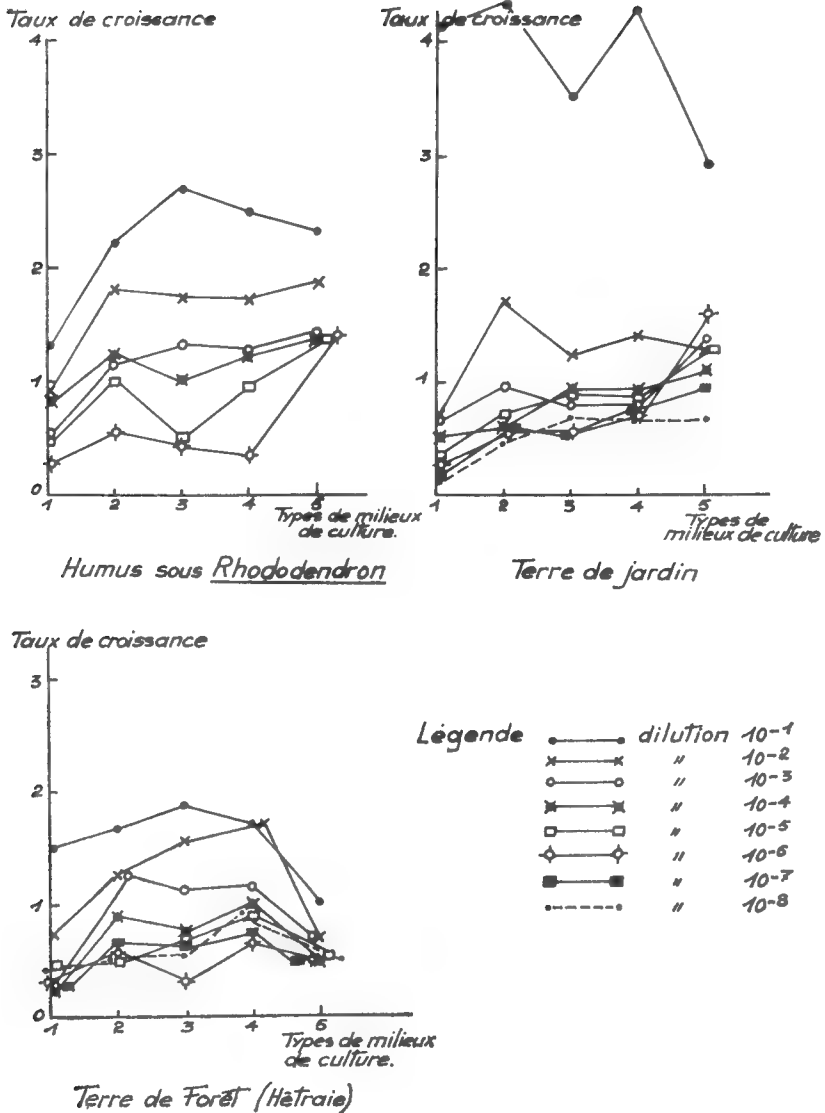 Taux de croissance
4
3
2
1
0
1 2 3 4 5
Types de milieux
de culture.
Humus sous Rhododendron
Taux de croissance
4
3
2
1
1 2 3 4 5
Types de
milieux de culture
Terre de jardin
Taux de croissance
3
2
1
0
1 2 3 4 5
Types de milieux
de culture.
Terre de Forêt (Hêtraie)
Légende
dilution 10-1
" 10-2
" 10-3
" 10-4
" 10-5
" 10-6
" 10-7
" 10-8